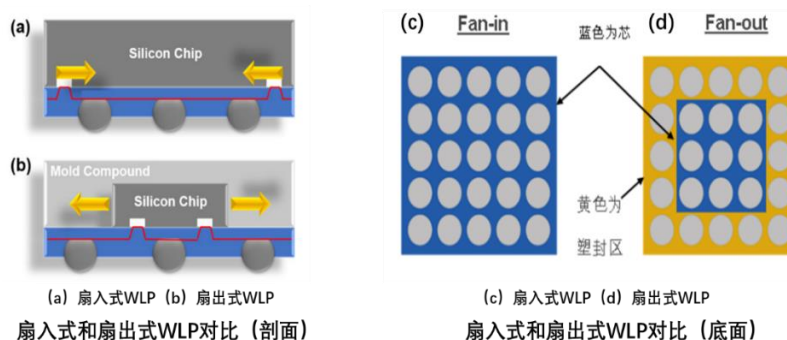 (a)
Silicon Chip
(b)
Mold Compound
Silicon Chip
(a) 扇入式WLP (b) 扇出式WLP
扇入式和扇出式WLP对比（剖面）
(c)
Fan-in
蓝色为芯
(d)
Fan-out
黄色为
塑封区
(c) 扇入式WLP (d) 扇出式WLP
扇入式和扇出式WLP对比（底面）